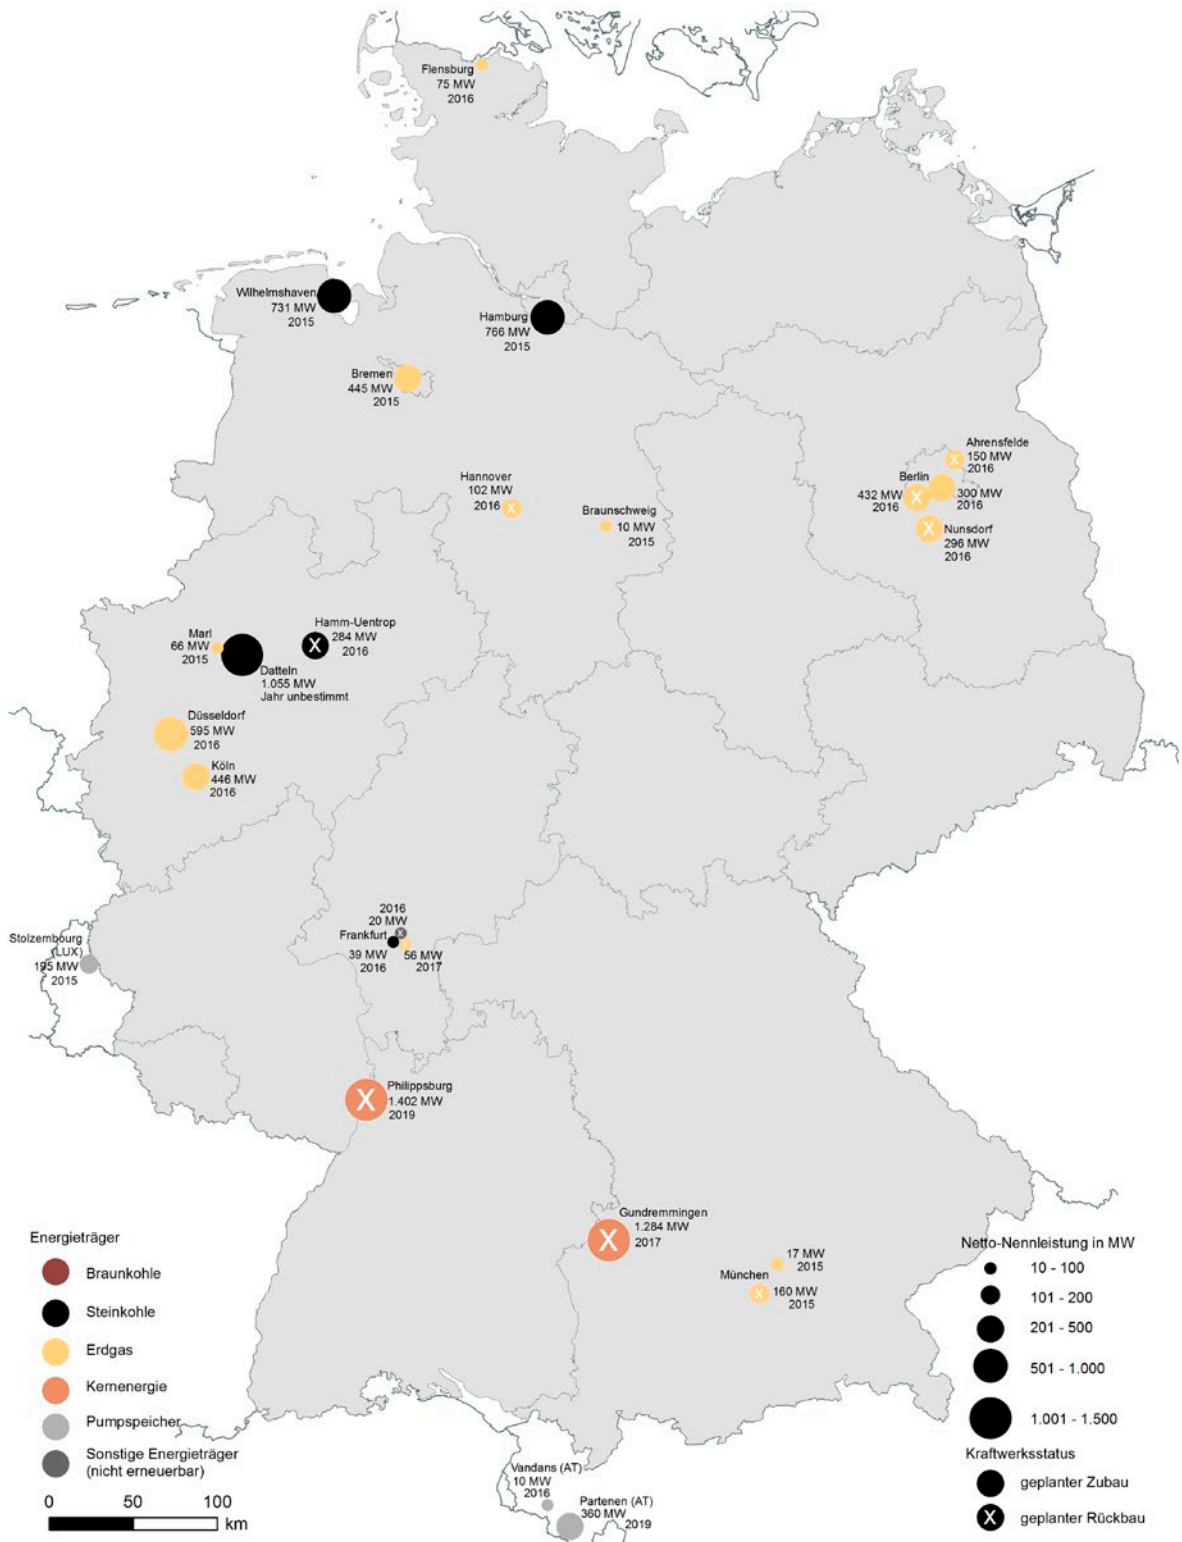 Flensburg
75 MW
2016
Wilhelmshaven
731 MW
2015
Hamburg
766 MW
2015
Bremen
445 MW
2015
Ahrensfelde
150 MW
2016
Berlin
432 MW
2016
300 MW
2016
Nunsdorf
296 MW
2016
Hannover
102 MW
2016
X
Braunschweig
10 MW
2015
X
X
X
Marl
66 MW
2015
Hamm-Uentrop
284 MW
2016
X
Datteln
1.055 MW
Jahr unbestimmt
Düsseldorf
595 MW
2016
Köln
446 MW
2016
2016
20 MW
X
Frankfurt
39 MW
2016
56 MW
2017
Stolzembourg
(LUX)
195 MW
2015
Philippsburg
1.402 MW
2019
X
Gundremmingen
1.284 MW
2017
X
17 MW
2015
München
160 MW
2015
X
Vandans (AT)
10 MW
2016
Partenen (AT)
360 MW
2019
Energieträger
Braunkohle
Steinkohle
Erdgas
Kernenergie
Pumpspeicher
Sonstige Energieträger
(nicht erneuerbar)
0 50 100
km
Netto-Nennleistung in MW
10 - 100
101 - 200
201 - 500
501 - 1.000
1.001 - 1.500
Kraftwerksstatus
geplanter Zubau
X geplanter Rückbau